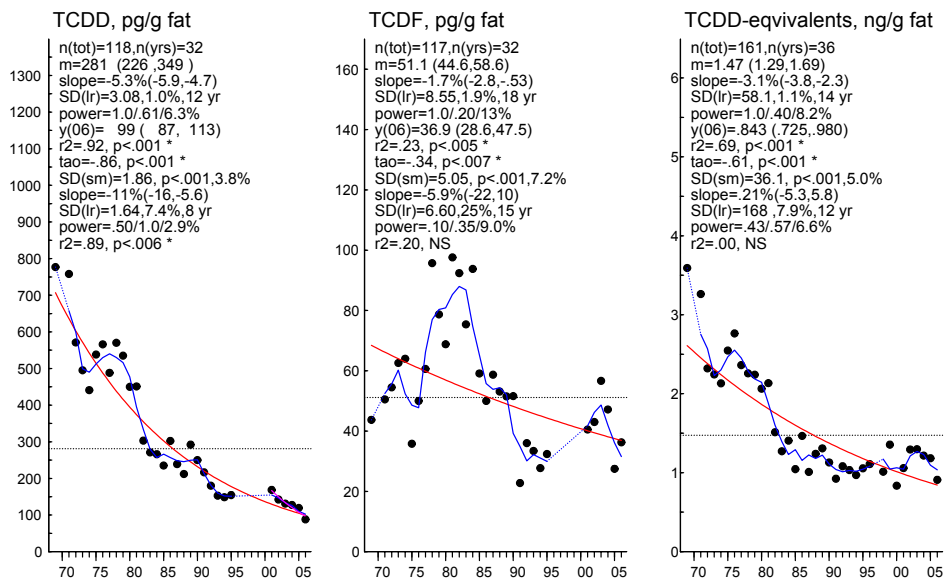 TCDD, pg/g fat
n(tot)=118,n(yrs)=32
m=281 (226 ,349 )
slope=-5.3%(-5.9,-4.7)
SD(lr)=3.08,1.0%,12 yr
power=1.0/.61/6.3%
y(06)= 99 ( 87, 113)
r2=.92, p<.001 *
tao=-.86, p<.001 *
SD(sm)=1.86, p<.001,3.8%
slope=-11%(-16,-5.6)
SD(lr)=1.64,7.4%,8 yr
power=.50/1.0/2.9%
r2=.89, p<.006 *
1300
1200
1100
1000
900
800
700
600
500
400
300
200
100
0
70 75 80 85 90 95 00 05
TCDF, pg/g fat
n(tot)=117,n(yrs)=32
m=51.1 (44.6,58.6)
slope=-1.7%(-2.8,-.53)
SD(lr)=8.55,1.9%,18 yr
power=1.0/.20/13%
y(06)=36.9 (28.6,47.5)
r2=.23, p<.005 *
tao=-.34, p<.007 *
SD(sm)=5.05, p<.001,7.2%
slope=-5.9%(-22,10)
SD(lr)=6.60,25%,15 yr
power=.10/.35/9.0%
r2=.20, NS
160
140
120
100
80
60
40
20
0
70 75 80 85 90 95 00 05
TCDD-eqvivalents, ng/g fat
n(tot)=161,n(yrs)=36
m=1.47 (1.29,1.69)
slope=-3.1%(-3.8,-2.3)
SD(lr)=58.1,1.1%,14 yr
power=1.0/.40/8.2%
y(06)=.843 (.725,.980)
r2=.69, p<.001 *
tao=-.61, p<.001 *
SD(sm)=36.1, p<.001,5.0%
slope=.21%(-5.3,5.8)
SD(lr)=168 ,7.9%,12 yr
power=.43/.57/6.6%
r2=.00, NS
6
5
4
3
2
1
0
70 75 80 85 90 95 00 05